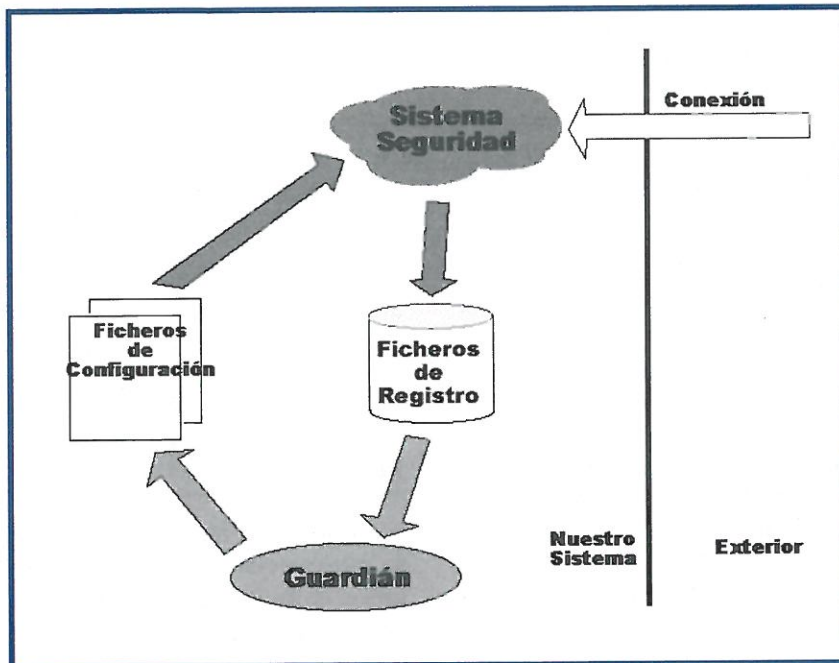 Sistema
Seguridad
Conexión
Ficheros
de
Configuración
Ficheros
de
Registro
Guardián
Nuestro
Sistema
Exterior